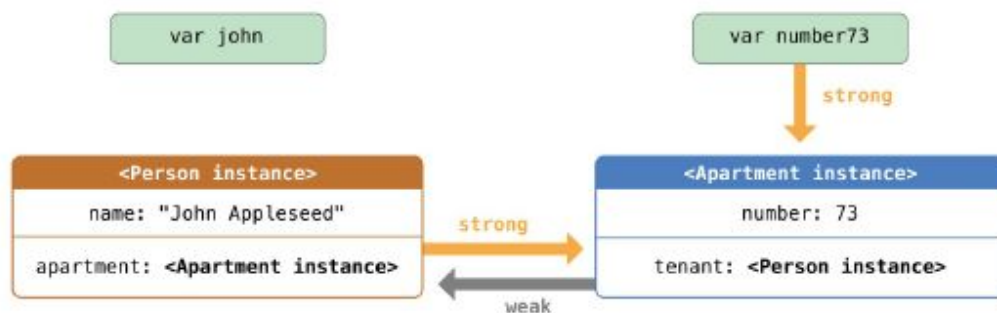 var john
var number73
strong
<Person instance>
name: "John Appleseed"
apartment: <Apartment instance>
strong
weak
<Apartment instance>
number: 73
tenant: <Person instance>